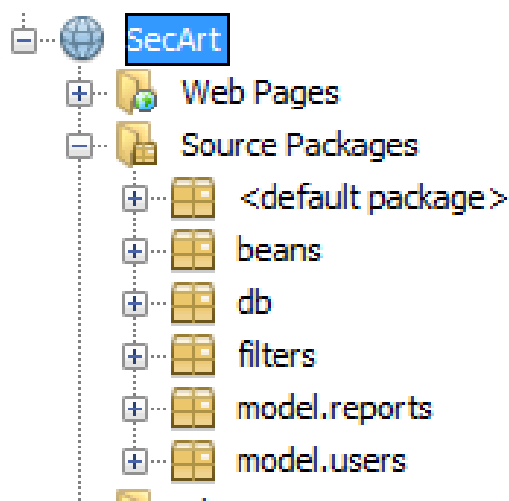 SecArt
Web Pages
Source Packages
<default package>
beans
db
filters
model.reports
model.users